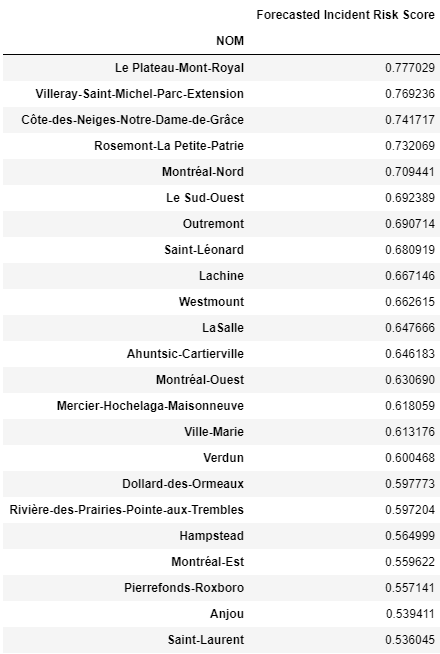 Forecasted Incident Risk Score
NOM
Le Plateau-Mont-Royal 0.777029
Villeray-Saint-Michel-Parc-Extension 0.769236
Côte-des-Neiges-Notre-Dame-de-Grâce 0.741717
Rosemont-La Petite-Patrie 0.732069
Montréal-Nord 0.709441
Le Sud-Ouest 0.692389
Outremont 0.690714
Saint-Léonard 0.680919
Lachine 0.667146
Westmount 0.662615
LaSalle 0.647666
Ahuntsic-Cartierville 0.646183
Montréal-Ouest 0.630690
Mercier-Hochelaga-Maisonneuve 0.618059
Ville-Marie 0.613176
Verdun 0.600468
Dollard-des-Ormeaux 0.597773
Rivière-des-Prairies-Pointe-aux-Trembles 0.597204
Hampstead 0.564999
Montréal-Est 0.559622
Pierrefonds-Roxboro 0.557141
Anjou 0.539411
Saint-Laurent 0.536045